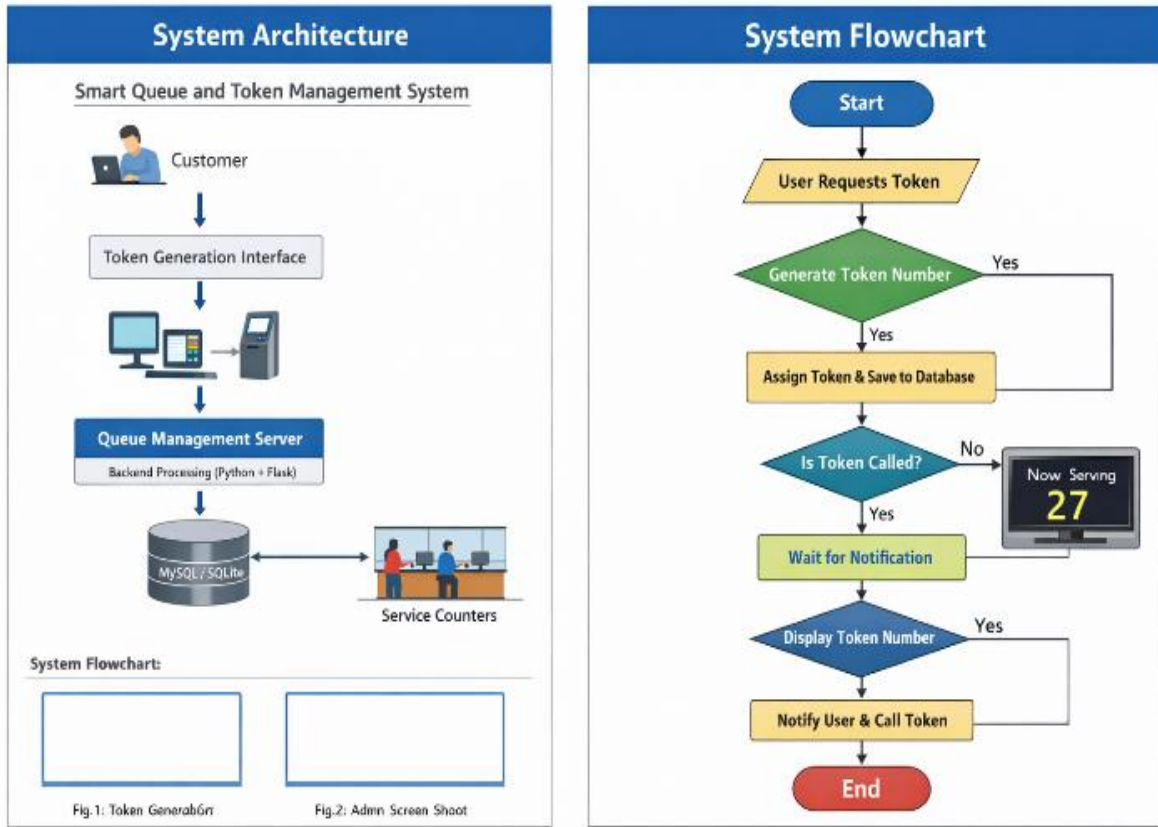 System Architecture
Smart Queue and Token Management System
Customer
Token Generation Interface
Queue Management Server
Backend Processing (Python + Flask)
MySQL / SQLite
Service Counters
System Flowchart:
Fig.1: Token Generab6rr
Fig.2: Admn Screen Shoot
System Flowchart
Start
User Requests Token
Generate Token Number
Yes
Yes
Assign Token & Save to Database
Is Token Called?
No
Now Serving
27
Yes
Wait for Notification
Display Token Number
Yes
Notify User & Call Token
End